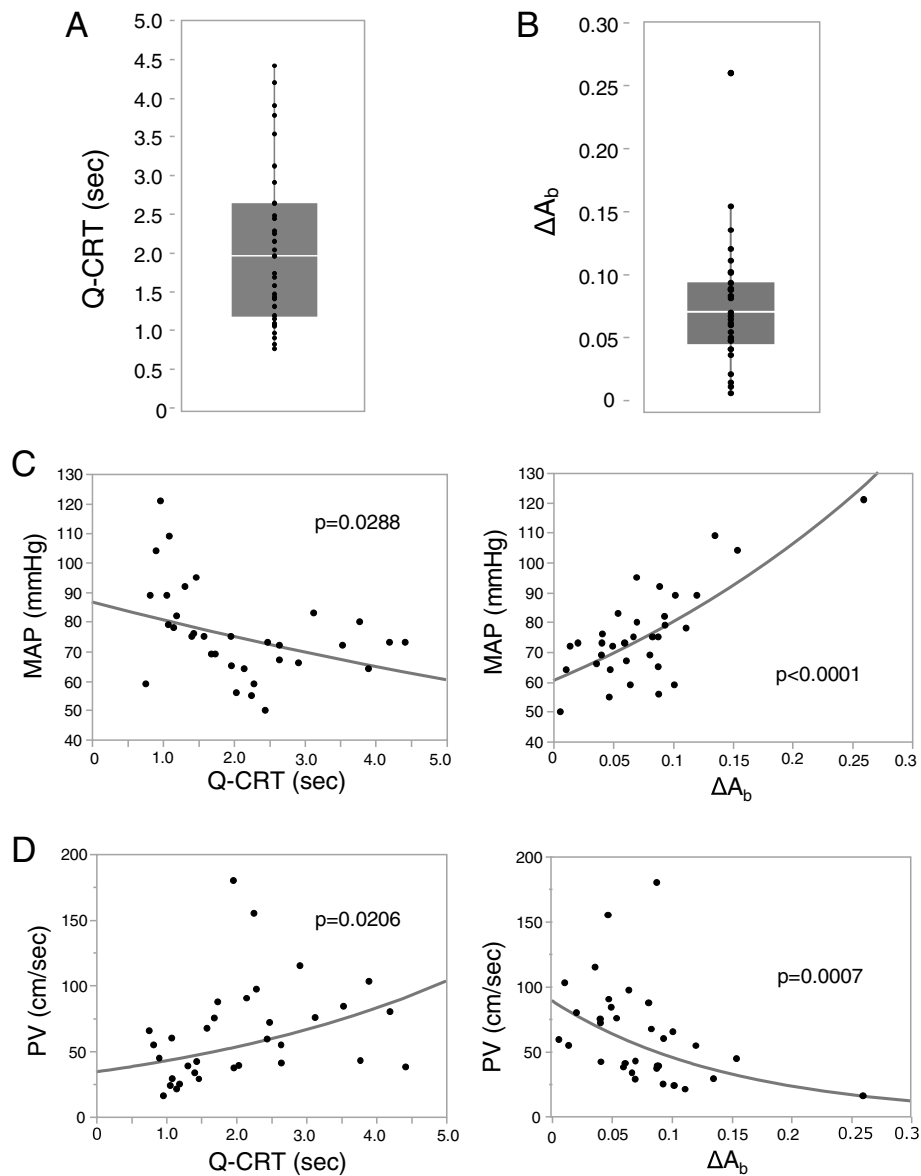 A
Q-CRT (sec)
5.0
4.5
4.0
3.5
3.0
2.5
2.0
1.5
1.0
0.5
0
B
ΔAb
0.30
0.25
0.20
0.15
0.10
0.05
0
C
MAP (mmHg)
130
120
110
100
90
80
70
60
50
40
p=0.0288
0 1.0 2.0 3.0 4.0 5.0
Q-CRT (sec)
MAP (mmHg)
130
120
110
100
90
80
70
60
50
40
p<0.0001
0 0.05 0.1 0.15 0.2 0.25 0.3
ΔAb
D
PV (cm/sec)
200
150
100
50
0
p=0.0206
0 1.0 2.0 3.0 4.0 5.0
Q-CRT (sec)
PV (cm/sec)
200
150
100
50
0
p=0.0007
0 0.05 0.1 0.15 0.2 0.25 0.3
ΔAb